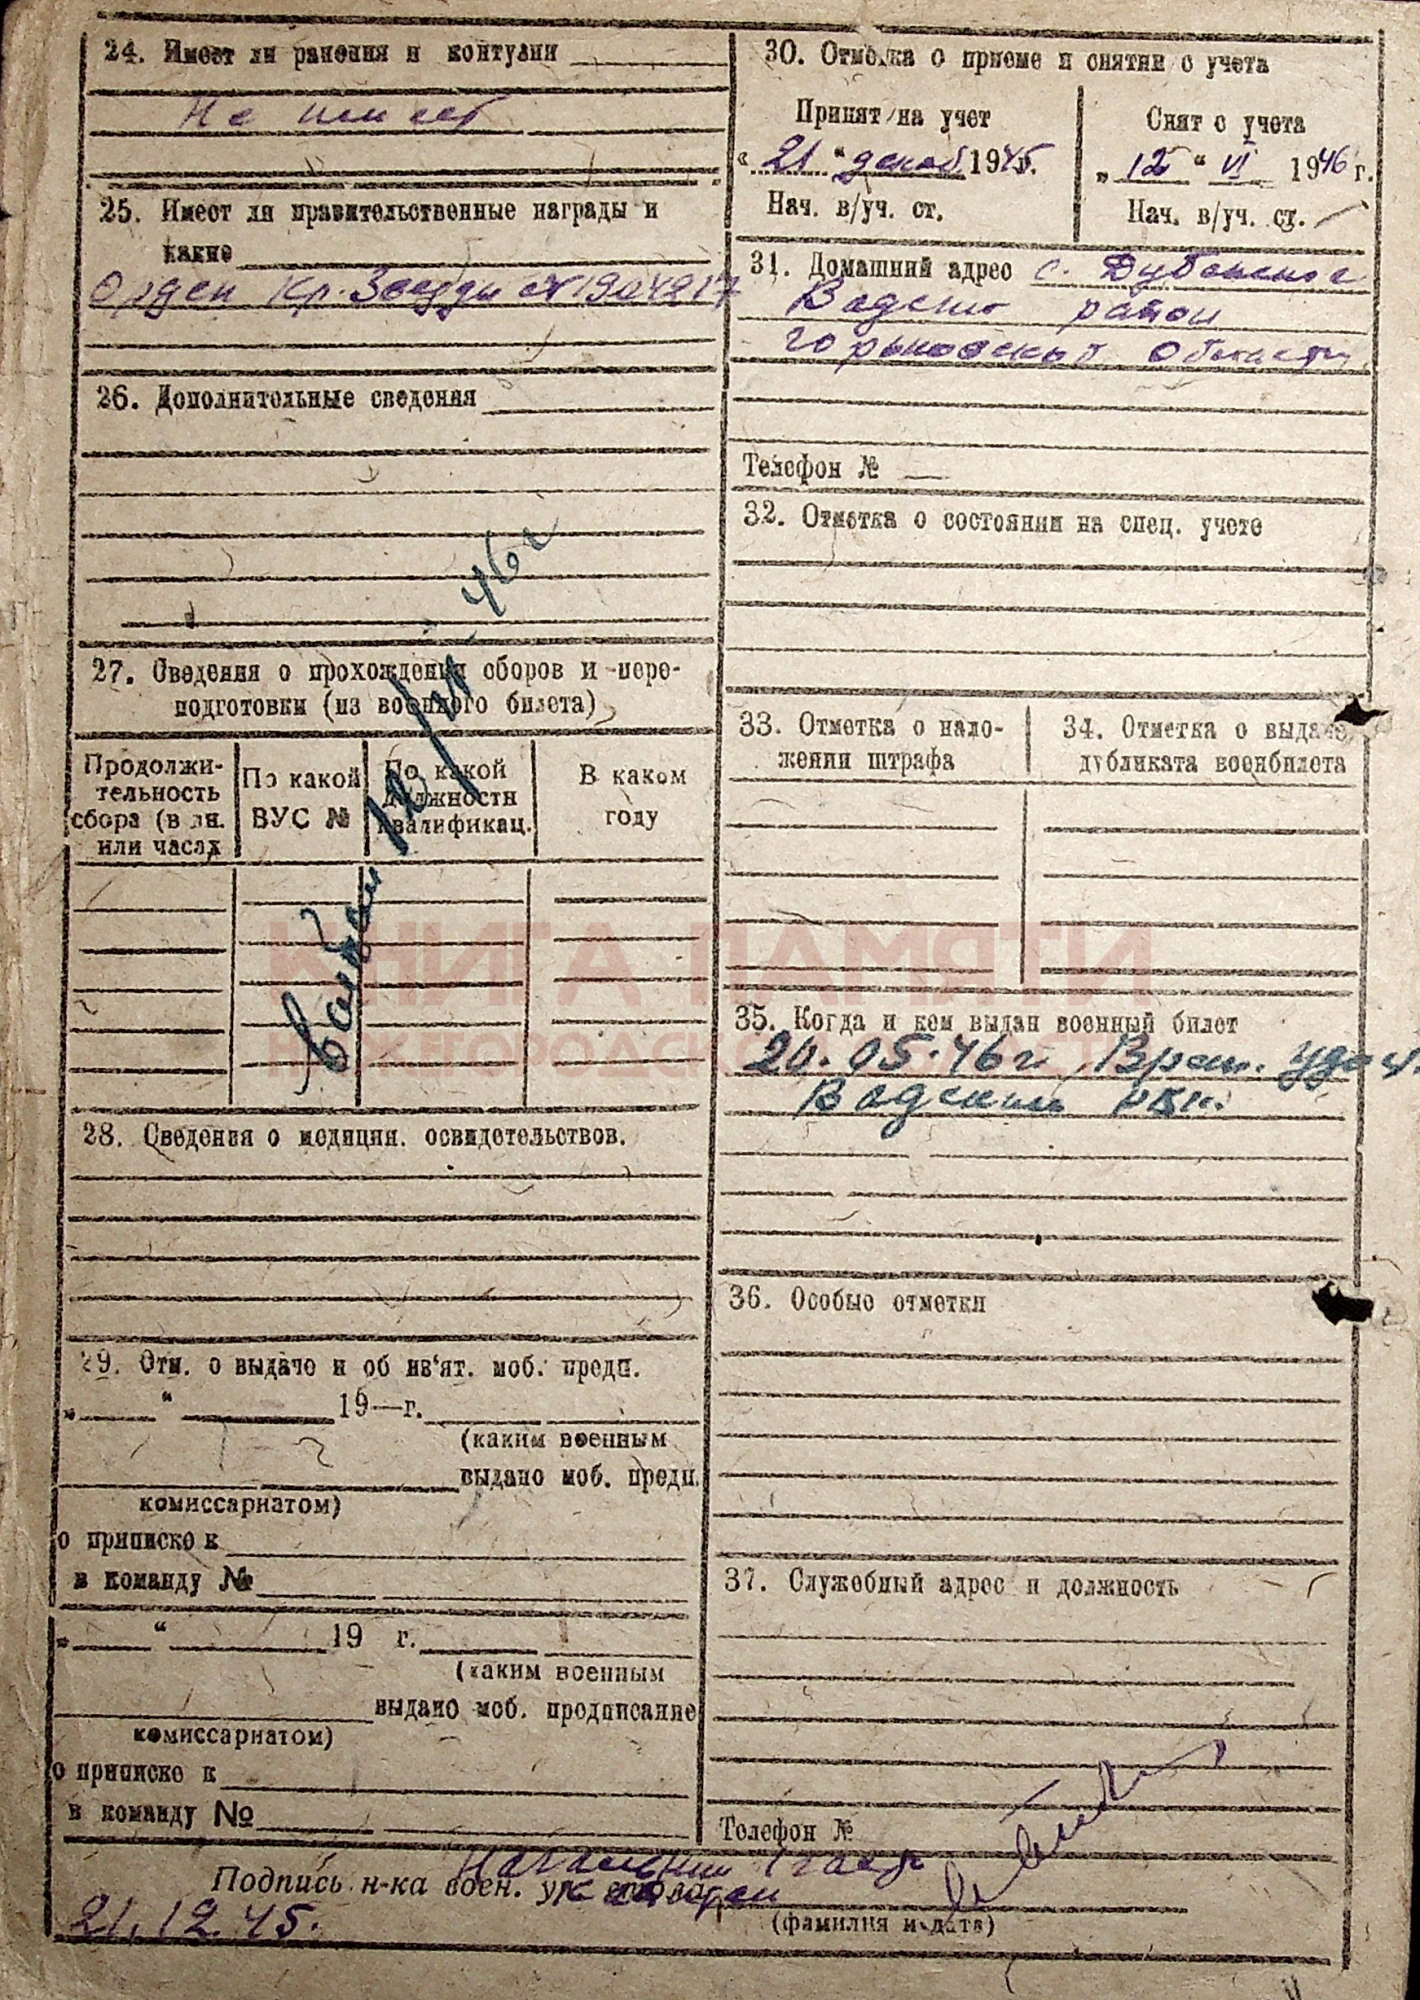 24. Имеет ли ранения и контузии
Не имеет
25. Имеет ли правительственные награды и
какие
Орден Кр. Звезды № 1904217
26. Дополнительные сведения
27. Сведения о прохождении сборов и пере-
подготовки (из военного билета)
Продолжи-
тельность
сбора (в дн.
или часах
По какой
ВУС №
По какой
должности
квалификац.
В каком
году
46 г
28. Сведения о медицин. освидетельствов.
29. Отм. о выдаче и об из'ят. моб. предп.
„ “ 19—г.
(каким военным
выдано моб. предп.
комиссариатом)
о приписке к
в команду №
„ “ 19 г.
(каким военным
выдано моб. предписание
комиссариатом)
о приписке к
в команду №
30. Отметка о приеме и снятии с учета
Принят на учет
« 21 “ декаб 1945 г.
Нач. в/уч. ст.
Снят с учета
„ 12 “ VI 1946 г.
Нач. в/уч. ст.
31. Домашний адрес с. Дубенское
Вадский район
Горьковской области
Телефон № —
32. Отметка о состоянии на спец. учете
33. Отметка о нало-
жении штрафа
34. Отметка о выдаче
дубликата военбилета
КНИГА ПАМЯТИ
НИЖЕГОРОДСКОЙ ОБЛАСТИ
35. Когда и кем выдан военный билет
20.05.46 г Врем. удост.
Вадским РВК.
36. Особые отметки
37. Служебный адрес и должность
Телефон №
Подпись н-ка воен. уч. стола
21.12.45.
(фамилия и дата)